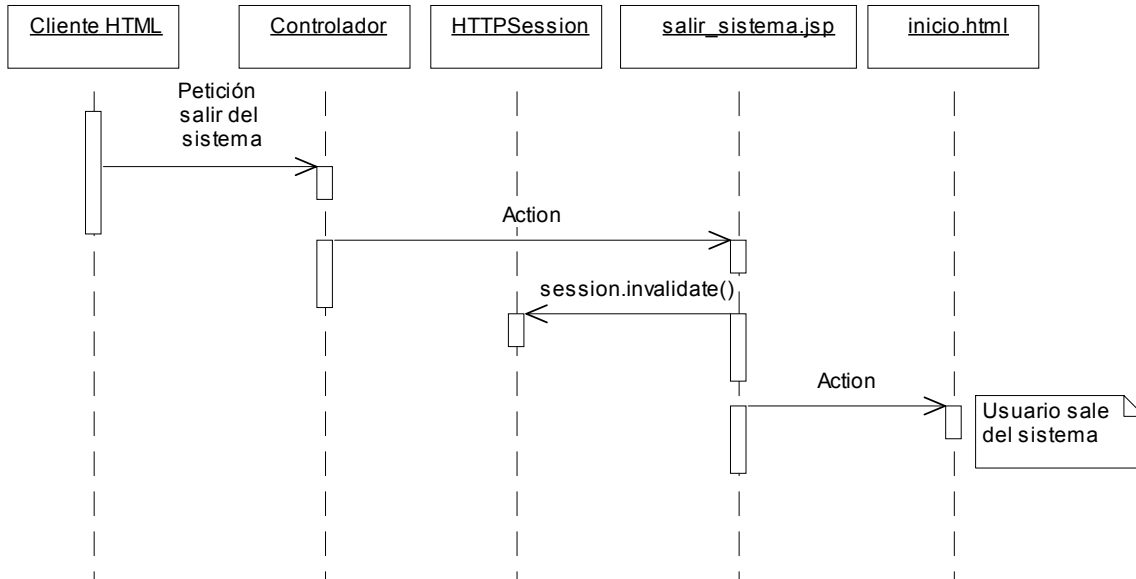 Cliente HTML
Controlador
HTTPSession
salir_sistema.jsp
inicio.html
Petición
salir del
sistema
Action
session.invalidate()
Action
Usuario sale
del sistema